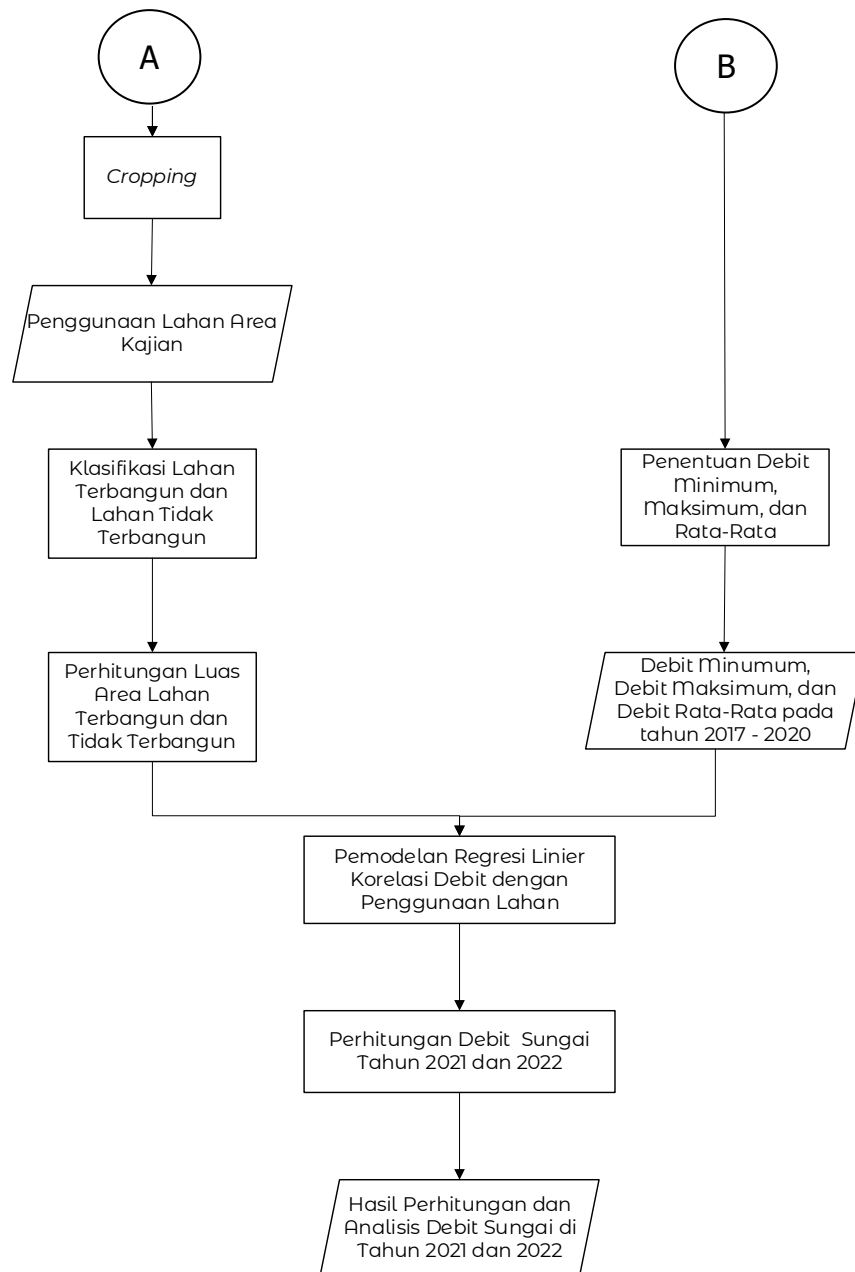 A
B
Cropping
Penggunaan Lahan Area
Kajian
Klasifikasi Lahan
Terbangun dan
Lahan Tidak
Terbangun
Penentuan Debit
Minimum,
Maksimum, dan
Rata-Rata
Perhitungan Luas
Area Lahan
Terbangun dan
Tidak Terbangun
Debit Minumum,
Debit Maksimum, dan
Debit Rata-Rata pada
tahun 2017 - 2020
Pemodelan Regresi Linier
Korelasi Debit dengan
Penggunaan Lahan
Perhitungan Debit Sungai
Tahun 2021 dan 2022
Hasil Perhitungan dan
Analisis Debit Sungai di
Tahun 2021 dan 2022